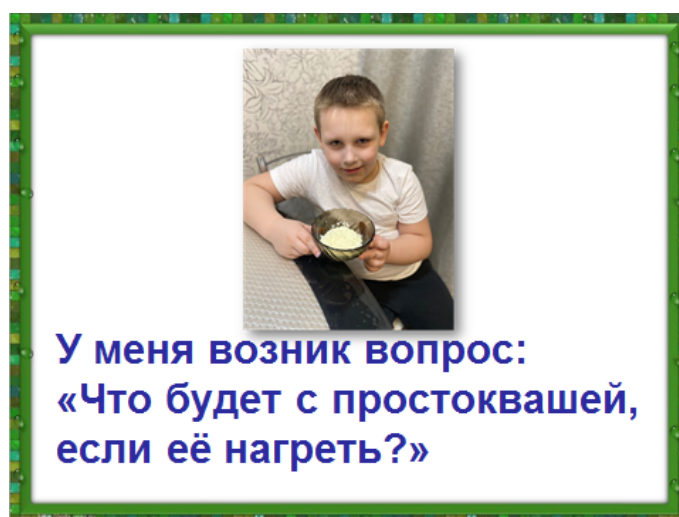 У меня возник вопрос:
«Что будет с простоквашей,
если её нагреть?»